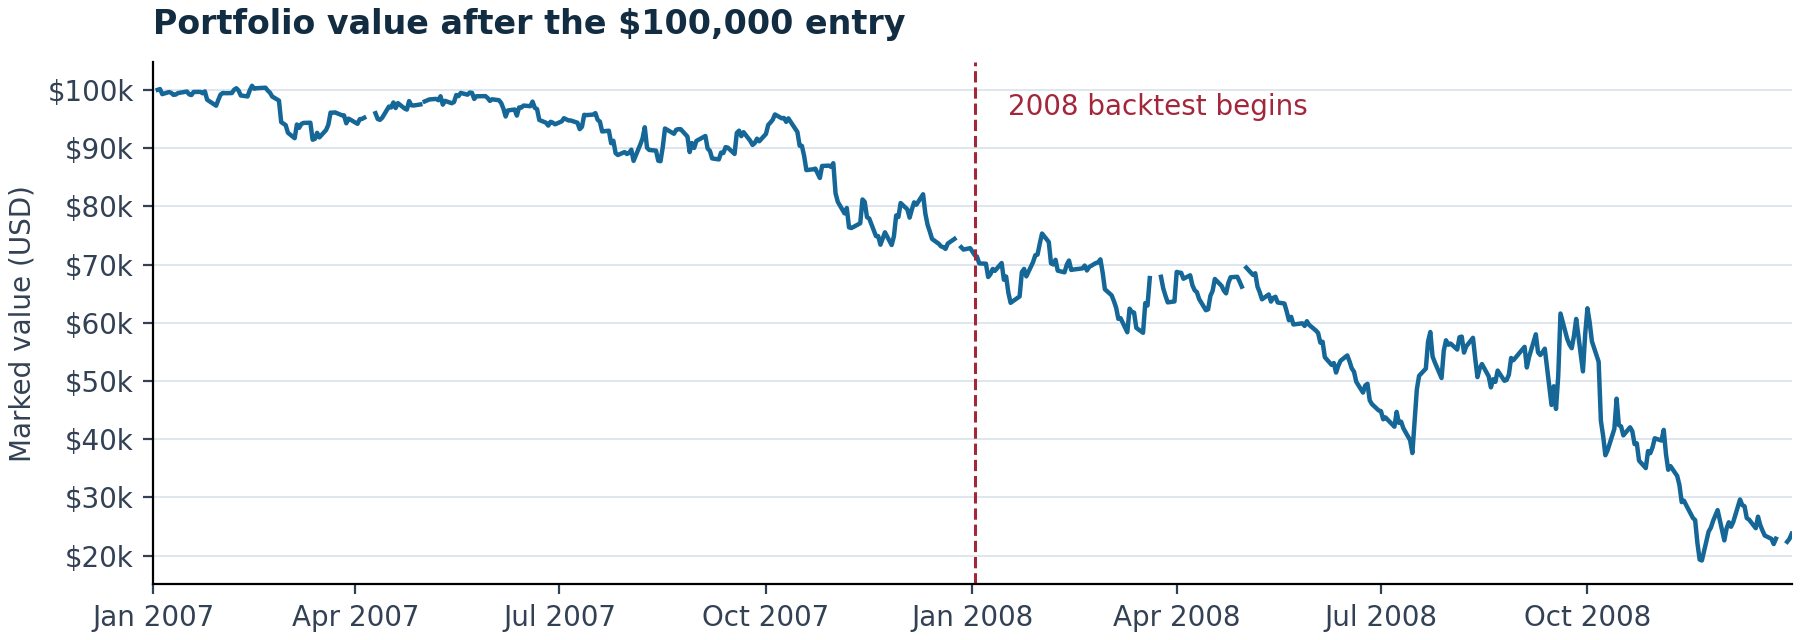 Portfolio value after the $100,000 entry
Marked value (USD)
$100k
$90k
$80k
$70k
$60k
$50k
$40k
$30k
$20k
2008 backtest begins
Jan 2007
Apr 2007
Jul 2007
Oct 2007
Jan 2008
Apr 2008
Jul 2008
Oct 2008